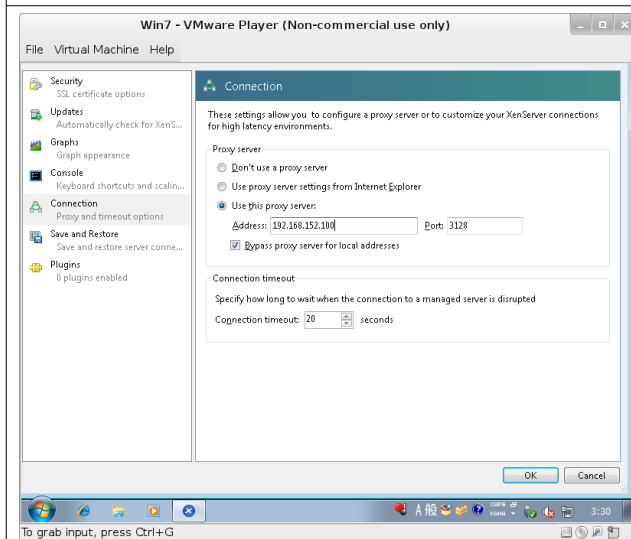 Win7 - VMware Player (Non-commercial use only)
File Virtual Machine Help
Security
SSL certificate options
Updates
Automatically check for XenS...
Graphs
Graph appearance
Console
Keyboard shortcuts and scalin...
Connection
Proxy and timeout options
Save and Restore
Save and restore server conne...
Plugins
0 plugins enabled
Connection
These settings allow you to configure a proxy server or to customize your XenServer connections
for high latency environments.
Proxy server
Don't use a proxy server
Use proxy server settings from Internet Explorer
Use this proxy server:
Address: 192.168.152.100 Port: 3128
Bypass proxy server for local addresses
Connection timeout
Specify how long to wait when the connection to a managed server is disrupted
Connection timeout: 20 seconds
OK Cancel
A 般 CAPS KANA 3:30
To grab input, press Ctrl+G